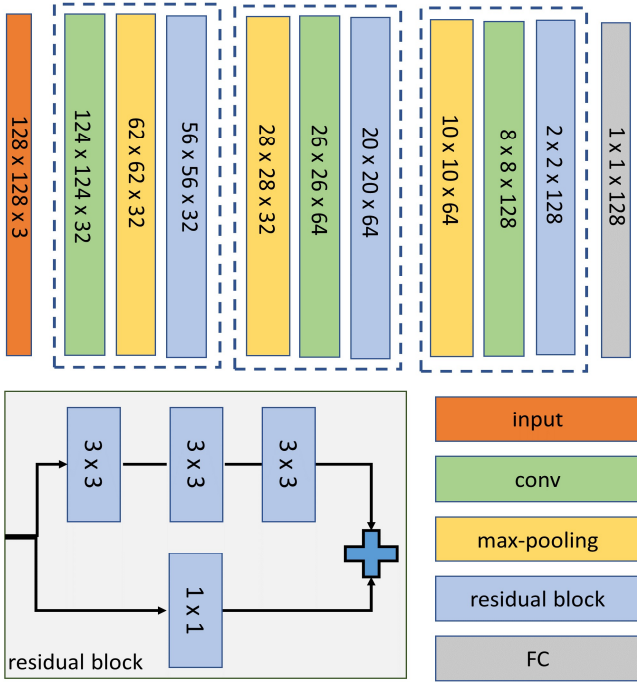 128 x 128 x 3
124 x 124 x 32
62 x 62 x 32
56 x 56 x 32
28 x 28 x 32
26 x 26 x 64
20 x 20 x 64
10 x 10 x 64
8 x 8 x 128
2 x 2 x 128
1 x 1 x 128
3 x 3
3 x 3
3 x 3
1 x 1
residual block
input
conv
max-pooling
residual block
FC